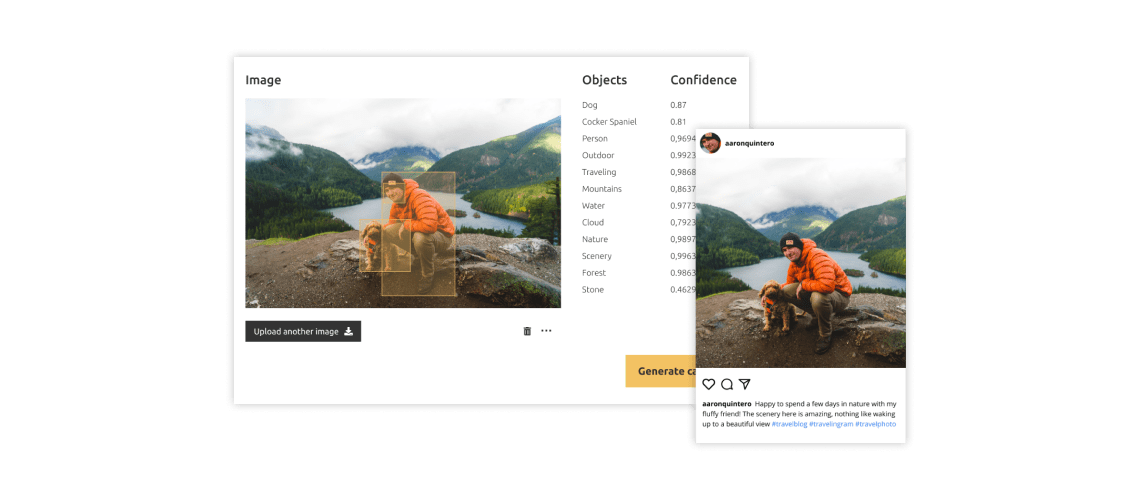 Image
Objects Confidence
Dog 0.87
Cocker Spaniel 0.81
Person 0,9694
Outdoor 0.9923
Traveling 0,9868
Mountains 0,8637
Water 0.9773
Cloud 0,7923
Nature 0,9897
Scenery 0,9963
Forest 0.9863
Stone 0.4629
Upload another image
Generate ca
aaronquintero
aaronquintero Happy to spend a few days in nature with my
fluffy friend! The scenery here is amazing, nothing like waking
up to a beautiful view #travelblog #travelingram #travelphoto